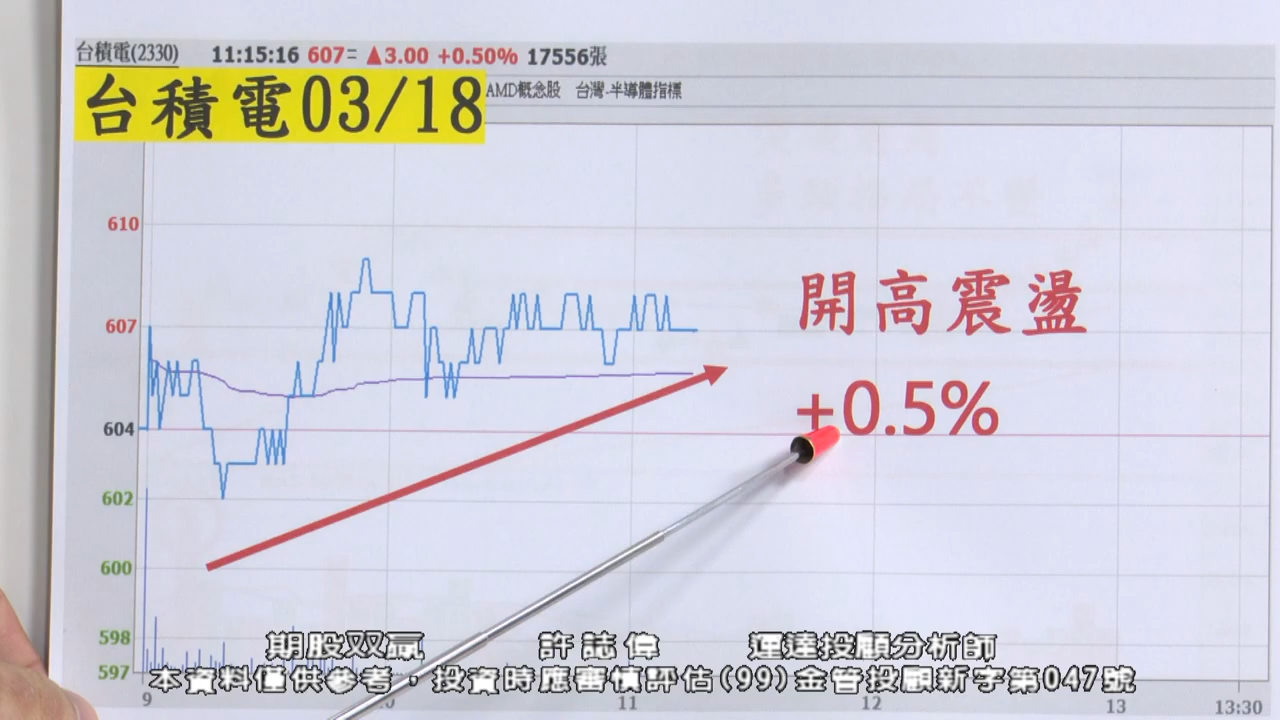 台積電(2330) 11:15:16 607= ▲3.00 +0.50% 17556張
台積電03/18
AMD概念股 台灣-半導體指標
610
607
604
602
600
598
597
開高震盪
+0.5%
9 10 11 12 13 13:30
期股双贏 許誌偉 運達投顧分析師
本資料僅供參考，投資時應審慎評估(99)金管投顧新字第047號